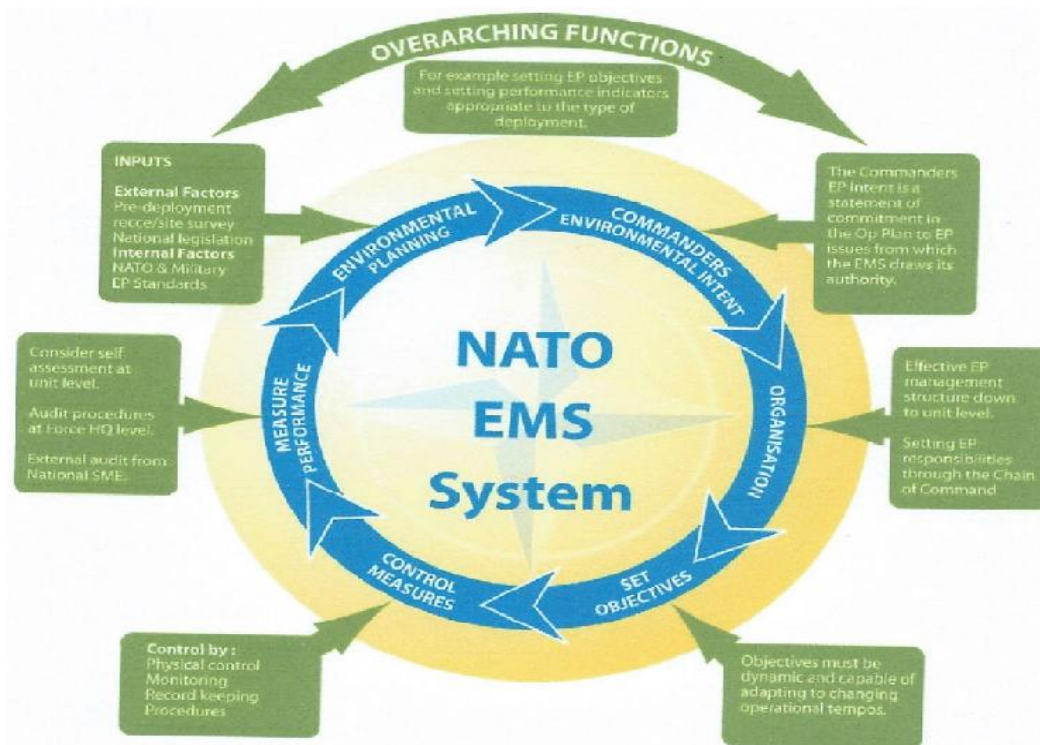 OVERARCHING FUNCTIONS
For example setting EP objectives
and setting performance indicators
appropriate to the type of
deployment.
INPUTS
External Factors
Pre-deployment
recce/site survey
National legislation
Internal Factors
NATO & Military
EP Standards
The Commanders
EP Intent is a
statement of
commitment in
the Op Plan to EP
issues from which
the EMS draws its
authority.
ENVIRONMENTAL
PLANNING
COMMANDERS
ENVIRONMENTAL INTENT
ORGANISATION
SET
OBJECTIVES
CONTROL
MEASURES
MEASURE
PERFORMANCE
NATO
EMS
System
Consider self
assessment at
unit level.
Audit procedures
at Force HQ level.
External audit from
National SME.
Effective EP
management
structure down
to unit level.
Setting EP
responsibilities
through the Chain
of Command
Control by :
Physical control
Monitoring
Record keeping
Procedures
Objectives must be
dynamic and capable of
adapting to changing
operational tempos.